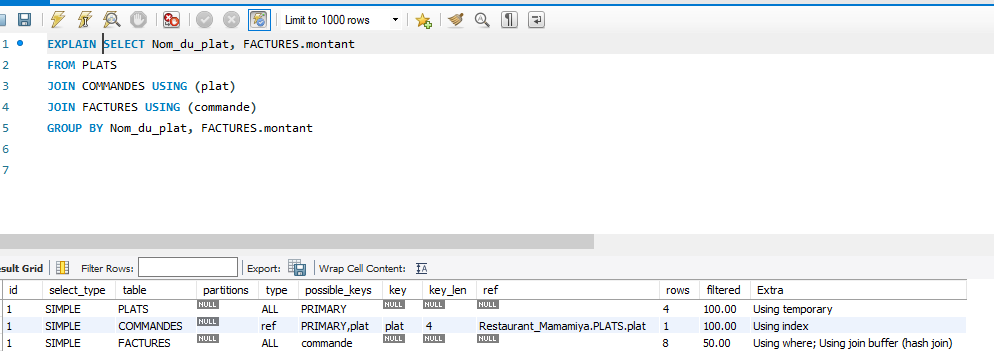 Limit to 1000 rows
1 EXPLAIN SELECT Nom_du_plat, FACTURES.montant
2 FROM PLATS
3 JOIN COMMANDES USING (plat)
4 JOIN FACTURES USING (commande)
5 GROUP BY Nom_du_plat, FACTURES.montant
6
7
sult Grid Filter Rows: Export: Wrap Cell Content:
id select_type table partitions type possible_keys key key_len ref rows filtered Extra
1 SIMPLE PLATS NULL ALL PRIMARY NULL NULL NULL 4 100.00 Using temporary
1 SIMPLE COMMANDES NULL ref PRIMARY,plat plat 4 Restaurant_Mamamiya.PLATS.plat 1 100.00 Using index
1 SIMPLE FACTURES NULL ALL commande NULL NULL NULL 8 50.00 Using where; Using join buffer (hash join)